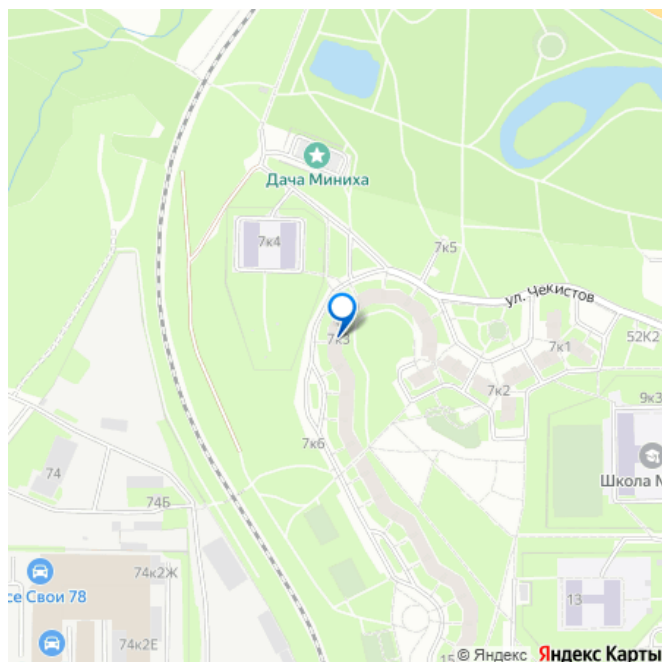 Дача Миниха
7к4
7к5
ул. Чекистов
7к3
52К2
7к1
7к2
9к3
7к6
74
Школа №
74Б
74к2Ж
се Свои 78
13
74к2Е
15
© Яндекс Яндекс Карты